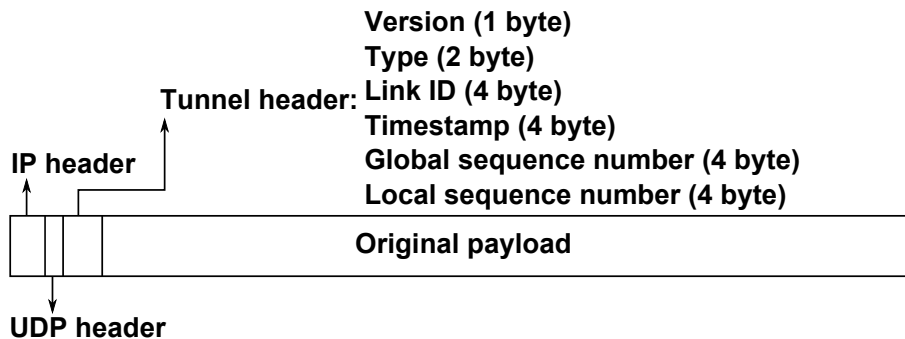 Version (1 byte)
Type (2 byte)
Tunnel header: Link ID (4 byte)
Timestamp (4 byte)
IP header
Global sequence number (4 byte)
Local sequence number (4 byte)
Original payload
UDP header